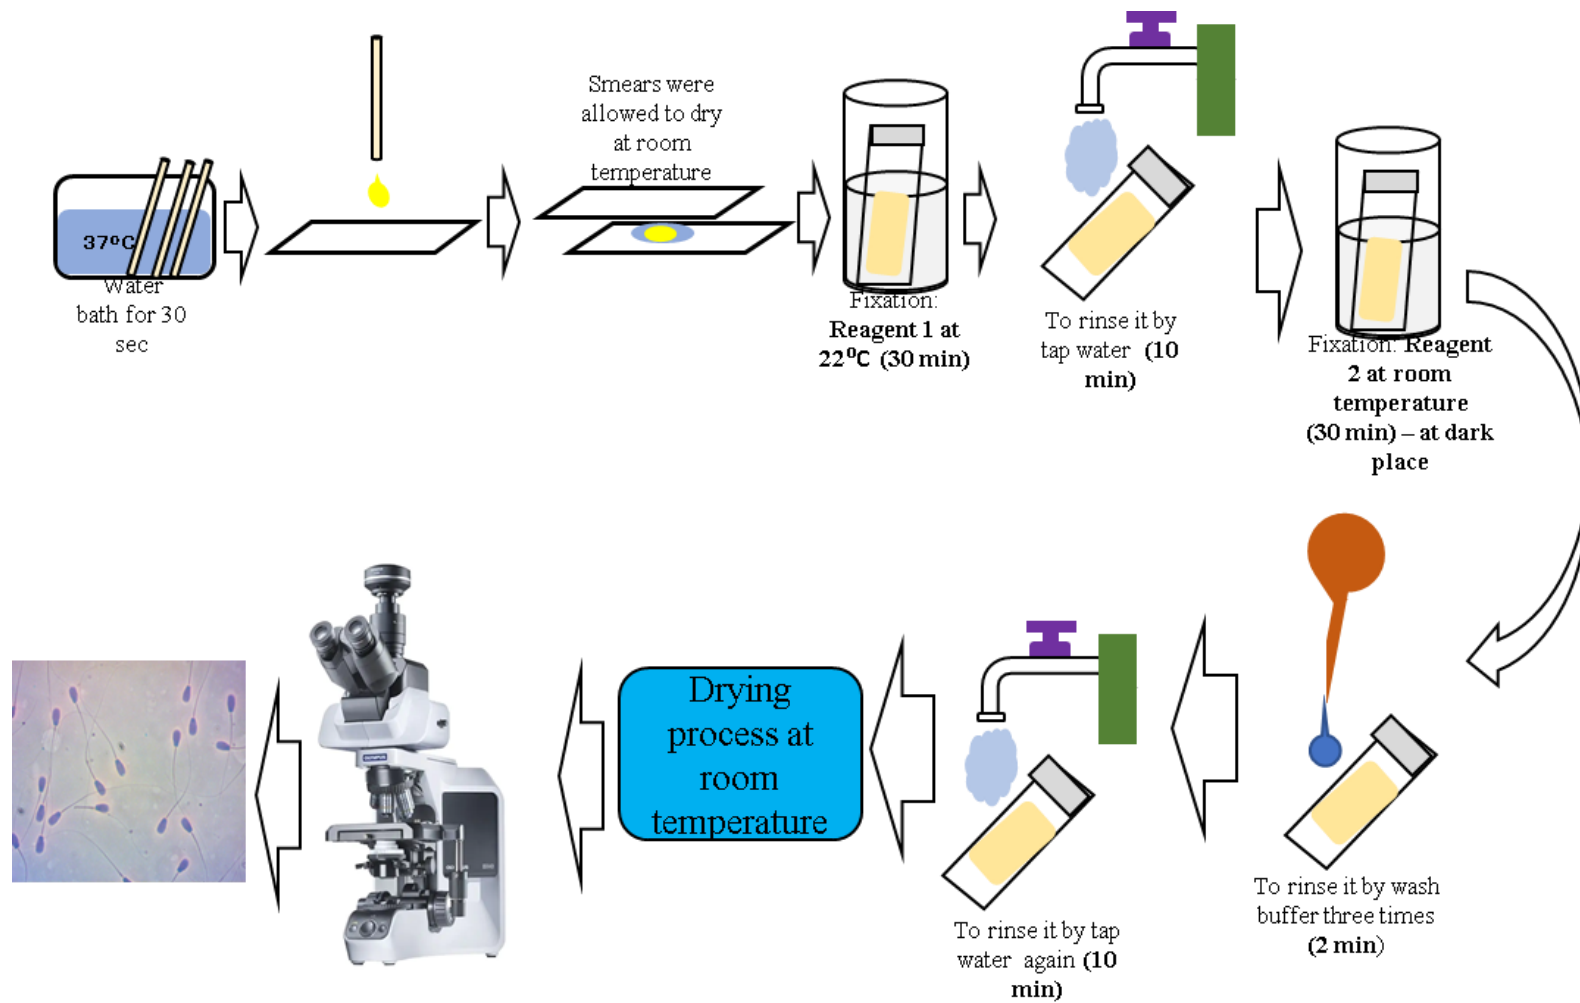 37⁰C
Water
bath for 30
sec
Smears were
allowed to dry
at room
temperature
Fixation:
Reagent 1 at
22⁰C (30 min)
To rinse it by
tap water (10
min)
Fixation: Reagent
2 at room
temperature
(30 min) – at dark
place
To rinse it by wash
buffer three times
(2 min)
To rinse it by tap
water again (10
min)
Drying
process at
room
temperature
OLYMPUS